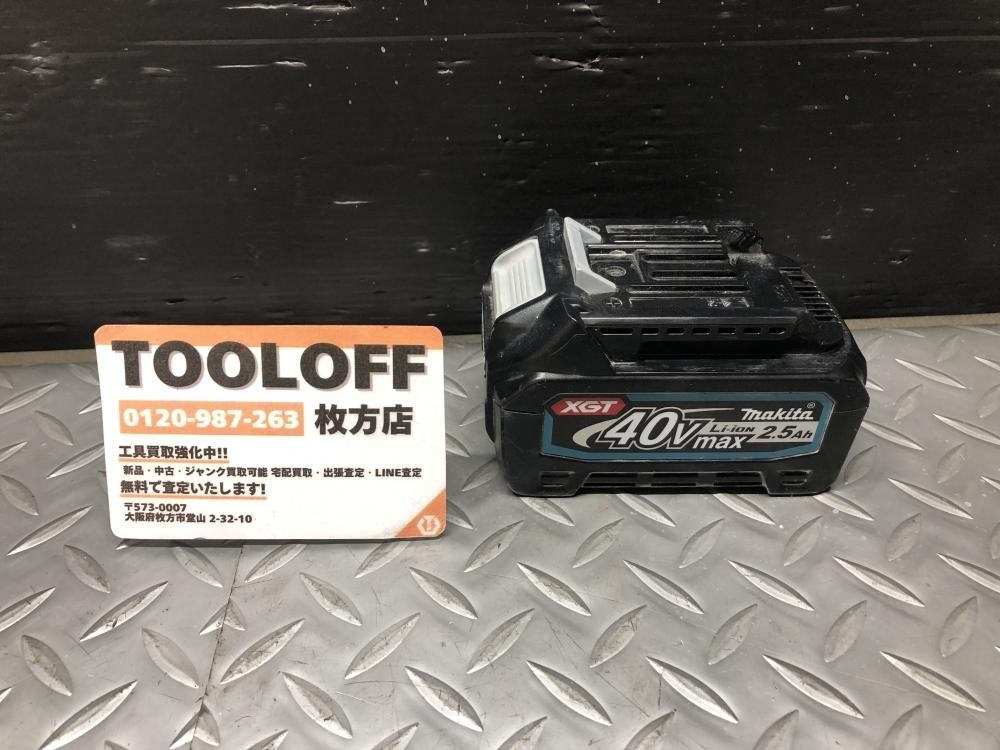 TOOLOFF
0120-987-263 枚方店
工具買取強化中!!
新品・中古・ジャンク買取可能 宅配買取・出張査定・LINE査定
無料で査定いたします!
〒573-0007
大阪府枚方市堂山 2-32-10
XGT
40Vmax
Li-ion
makita®
2.5Ah